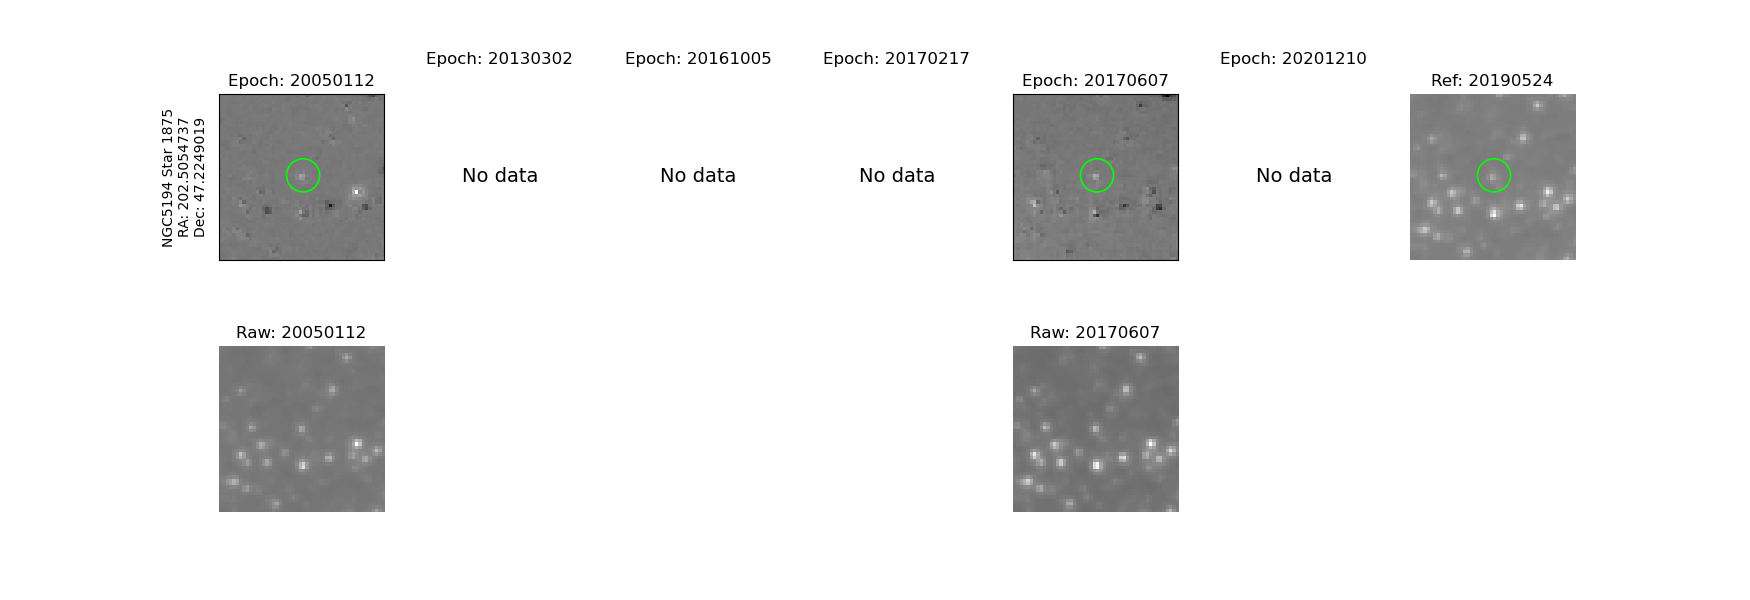 Epoch: 20050112
Epoch: 20130302
Epoch: 20161005
Epoch: 20170217
Epoch: 20170607
Epoch: 20201210
Ref: 20190524
NGC5194 Star 1875
RA: 202.5054737
Dec: 47.2249019
No data
No data
No data
No data
Raw: 20050112
Raw: 20170607